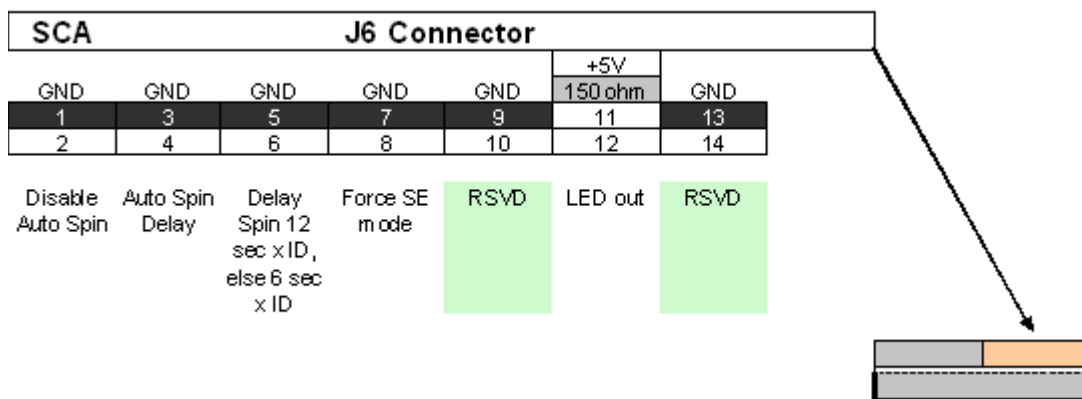 SCA J6 Connector
+5V
GND GND GND GND GND 150 ohm GND
1 3 5 7 9 11 13
2 4 6 8 10 12 14
Disable Auto Spin Delay Force SE RSVD LED out RSVD
Auto Spin Delay Spin 12 mode
sec x ID,
else 6 sec
x ID